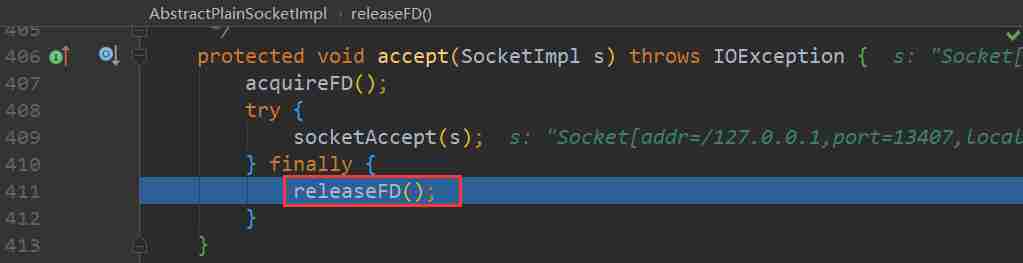 AbstractPlainSocketImpl › releaseFD()
405 */
406 protected void accept(SocketImpl s) throws IOException { s: "Socket[
407 acquireFD();
408 try {
409 socketAccept(s); s: "Socket[addr=/127.0.0.1,port=13407,local
410 } finally {
411 releaseFD();
412 }
413 }